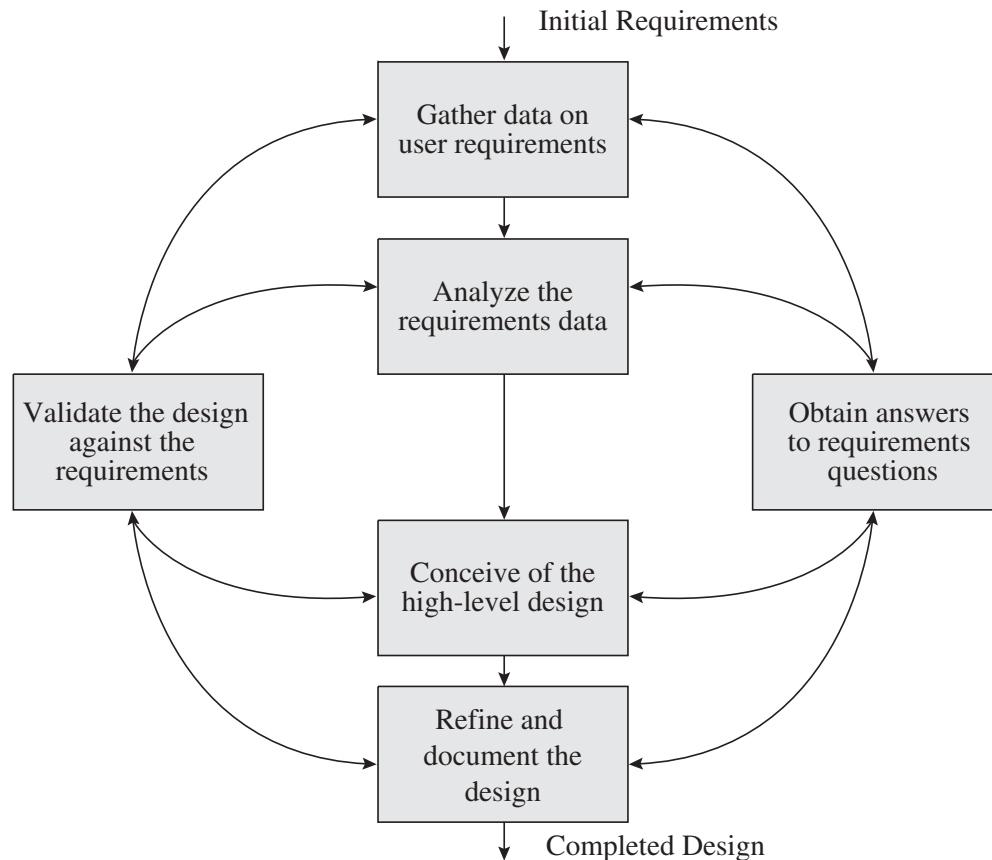 Initial Requirements
Gather data on
user requirements
Analyze the
requirements data
Validate the design
against the
requirements
Obtain answers
to requirements
questions
Conceive of the
high-level design
Refine and
document the
design
Completed Design